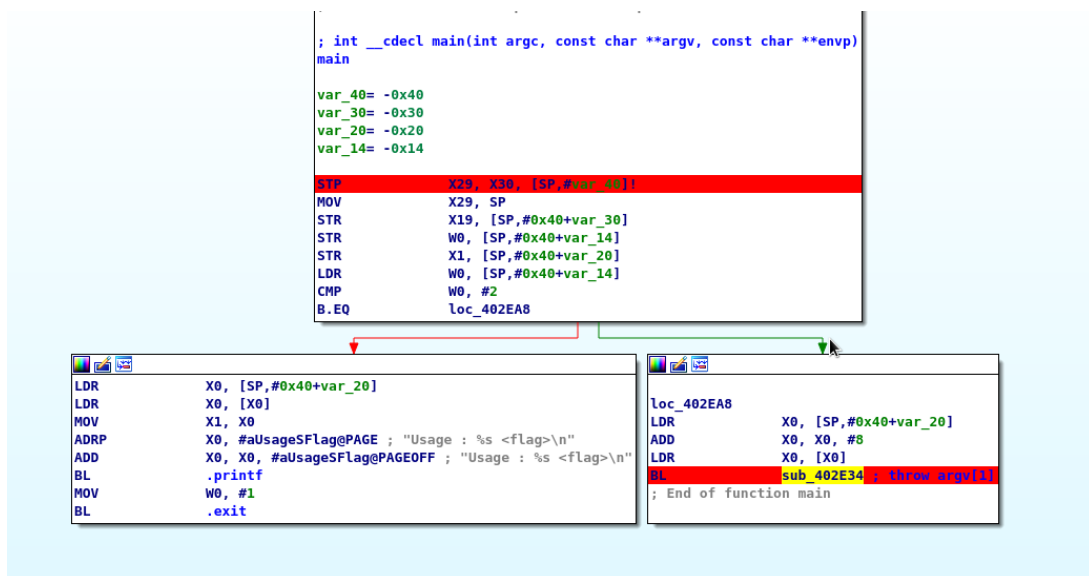 ; int __cdecl main(int argc, const char **argv, const char **envp)
main
var_40= -0x40
var_30= -0x30
var_20= -0x20
var_14= -0x14
STP X29, X30, [SP,#var_40]!
MOV X29, SP
STR X19, [SP,#0x40+var_30]
STR W0, [SP,#0x40+var_14]
STR X1, [SP,#0x40+var_20]
LDR W0, [SP,#0x40+var_14]
CMP W0, #2
B.EQ loc_402EA8
LDR X0, [SP,#0x40+var_20]
LDR X0, [X0]
MOV X1, X0
ADRP X0, #aUsageSFlag@PAGE ; "Usage : %s <flag>\n"
ADD X0, X0, #aUsageSFlag@PAGEOFF ; "Usage : %s <flag>\n"
BL .printf
MOV W0, #1
BL .exit
loc_402EA8
LDR X0, [SP,#0x40+var_20]
ADD X0, X0, #8
LDR X0, [X0]
BL sub_402E34 ; throw argv[1]
; End of function main